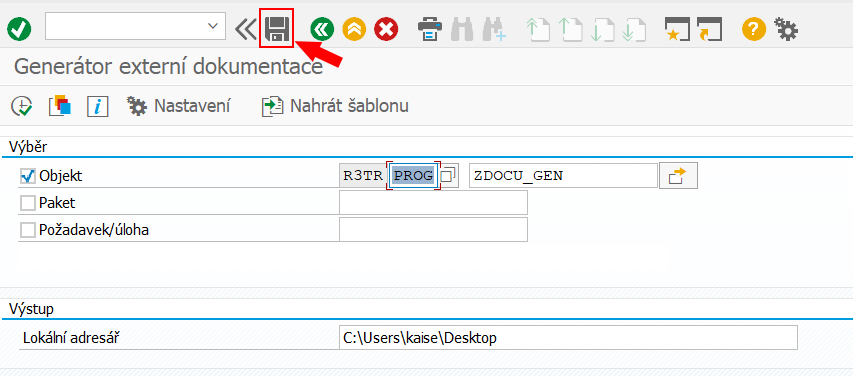 Generátor externí dokumentace
Nastavení Nahrát šablonu
Výběr
Objekt R3TR PROG ZDOCU_GEN
Paket
Požadavek/úloha
Výstup
Lokální adresář C:\Users\kaise\Desktop